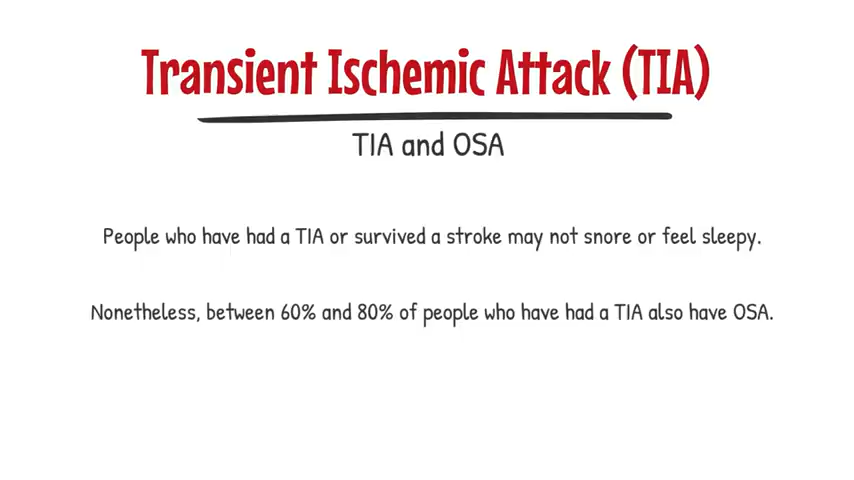 Transient Ischemic Attack (TIA)
TIA and OSA
People who have had a TIA or survived a stroke may not snore or feel sleepy.
Nonetheless, between 60% and 80% of people who have had a TIA also have OSA.